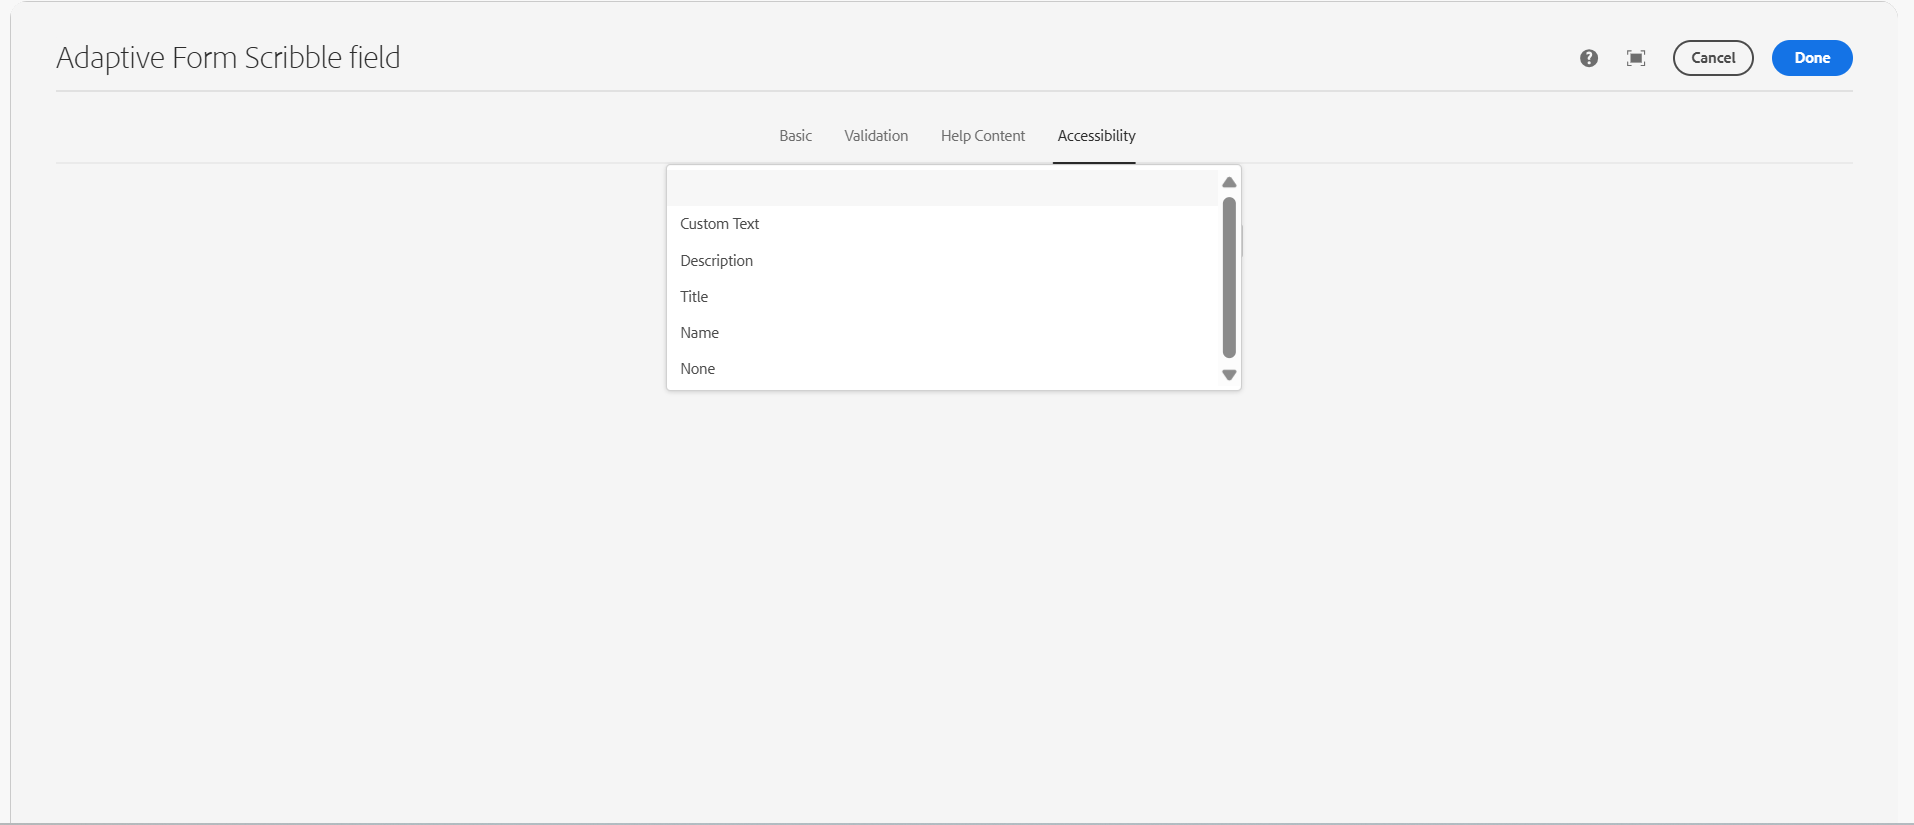 Adaptive Form Scribble field
Cancel
Done
Basic
Validation
Help Content
Accessibility
Custom Text
Description
Title
Name
None